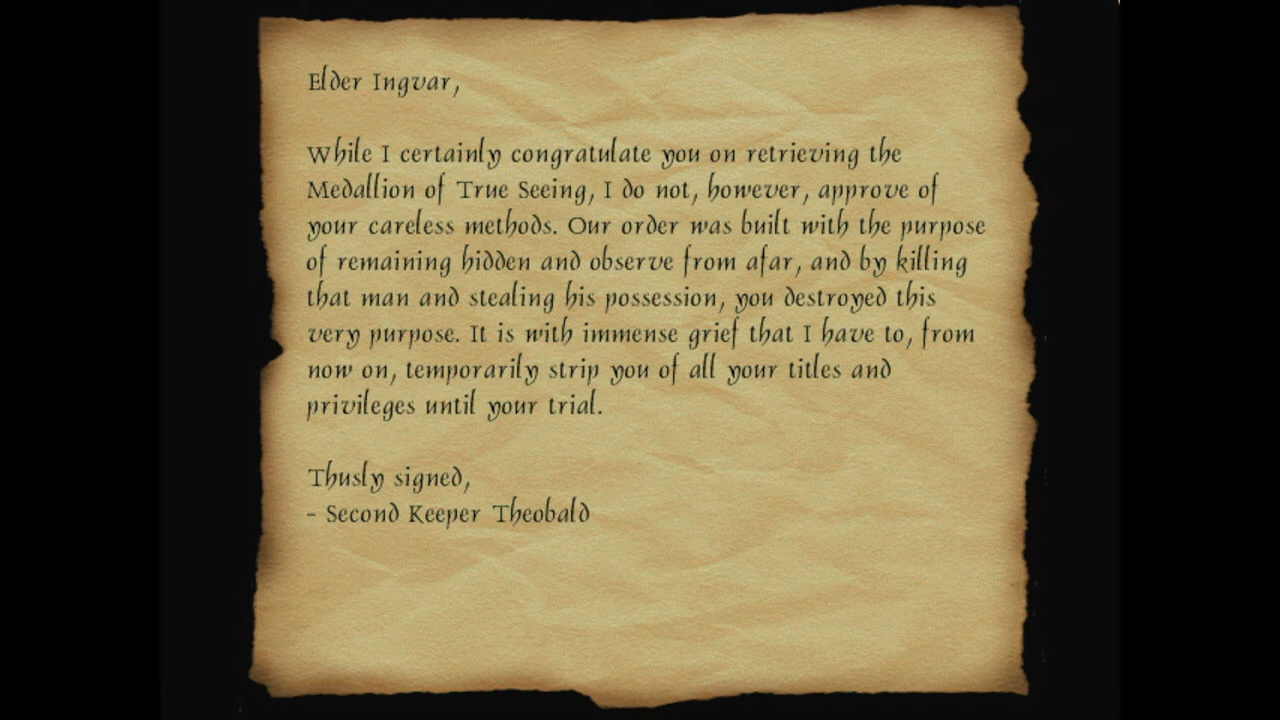 Elder Ingvar,
While I certainly congratulate you on retrieving the
Medallion of True Seeing, I do not, however, approve of
your careless methods. Our order was built with the purpose
of remaining hidden and observe from afar, and by killing
that man and stealing his possession, you destroyed this
very purpose. It is with immense grief that I have to, from
now on, temporarily strip you of all your titles and
privileges until your trial.
Thusly signed,
- Second Keeper Theobald